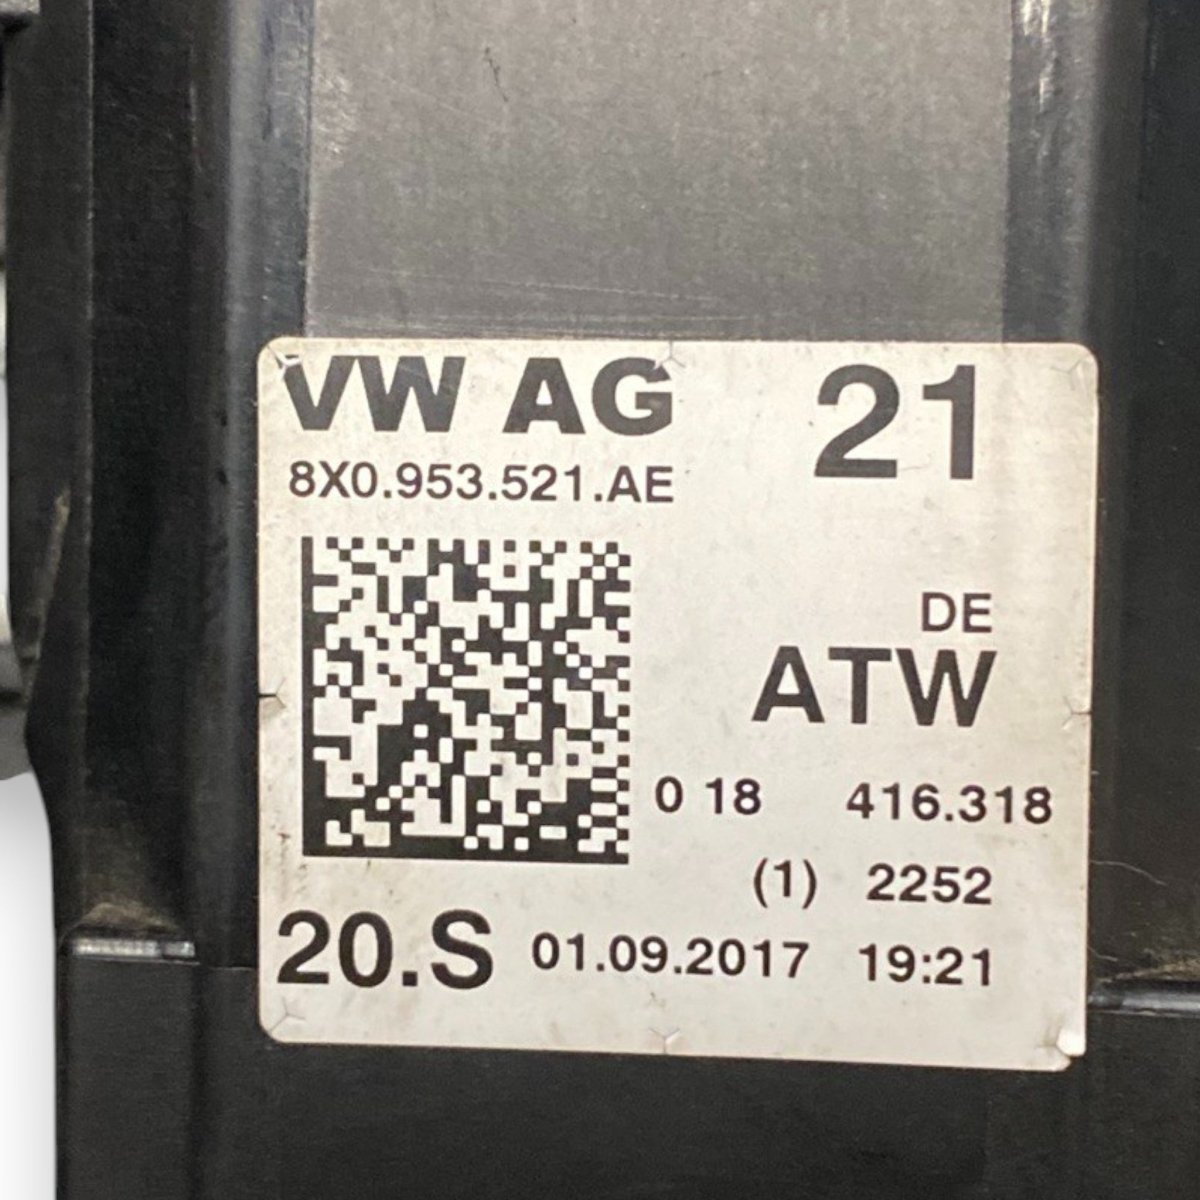 VW AG 21
8X0.953.521.AE
DE
ATW
0 18 416.318
(1) 2252
20.S 01.09.2017 19:21